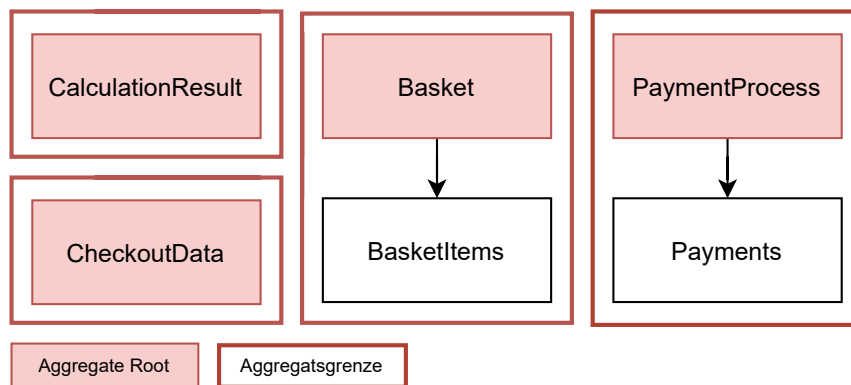 CalculationResult
Basket
PaymentProcess
CheckoutData
BasketItems
Payments
Aggregate Root
Aggregatsgrenze